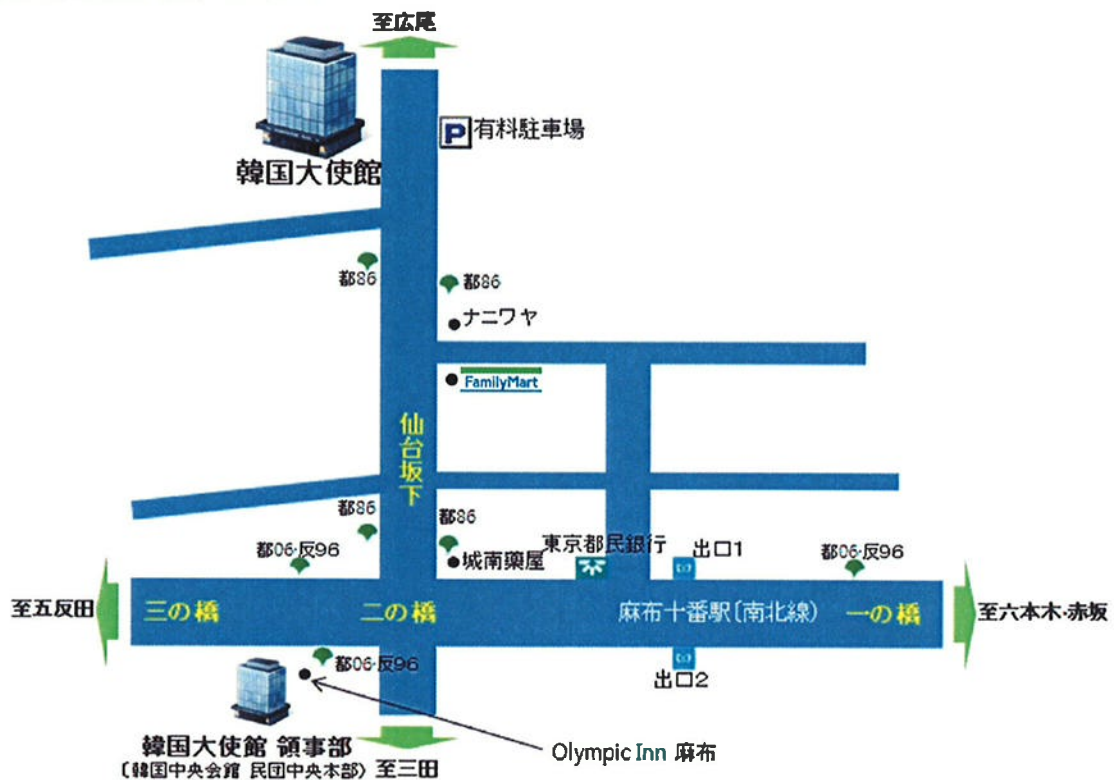 至広尾
P 有料駐車場
韓国大使館
都86
都86
ナニワヤ
FamilyMart
仙台坂下
都86
都86
都06·反96
城南薬屋
東京都民銀行
出口1
都06·反96
至五反田
三の橋
二の橋
麻布十番駅(南北線)
一の橋
至六本木·赤坂
都06·反96
出口2
韓国大使館 領事部
(韓国中央会館 民団中央本部)
至三田
Olympic Inn 麻布